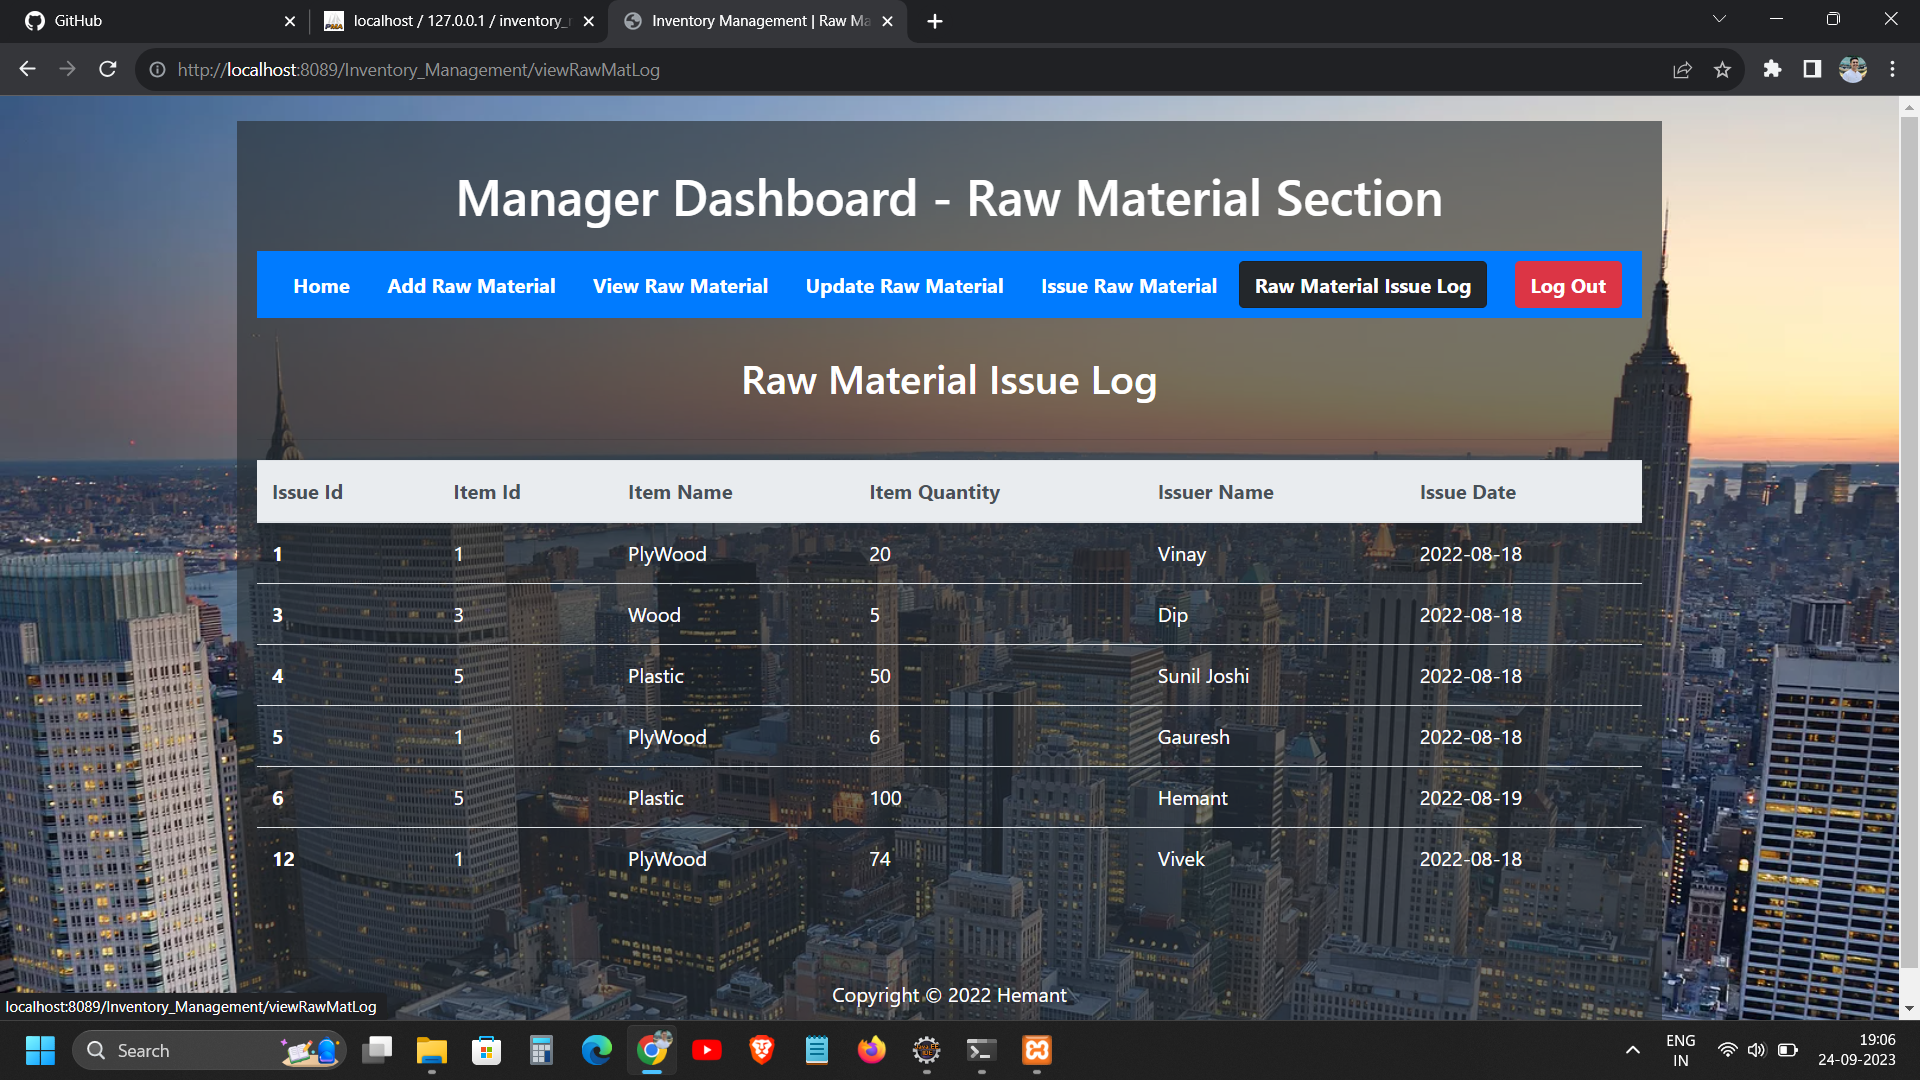 GitHub
localhost / 127.0.0.1 / inventory_
Inventory Management | Raw Ma
http://localhost:8089/Inventory_Management/viewRawMatLog
Manager Dashboard - Raw Material Section
Home Add Raw Material View Raw Material Update Raw Material Issue Raw Material Raw Material Issue Log Log Out
Raw Material Issue Log
Issue Id Item Id Item Name Item Quantity Issuer Name Issue Date
1 1 PlyWood 20 Vinay 2022-08-18
3 3 Wood 5 Dip 2022-08-18
4 5 Plastic 50 Sunil Joshi 2022-08-18
5 1 PlyWood 6 Gauresh 2022-08-18
6 5 Plastic 100 Hemant 2022-08-19
12 1 PlyWood 74 Vivek 2022-08-18
Copyright © 2022 Hemant
localhost:8089/Inventory_Management/viewRawMatLog
Search
ENG
IN
19:06
24-09-2023